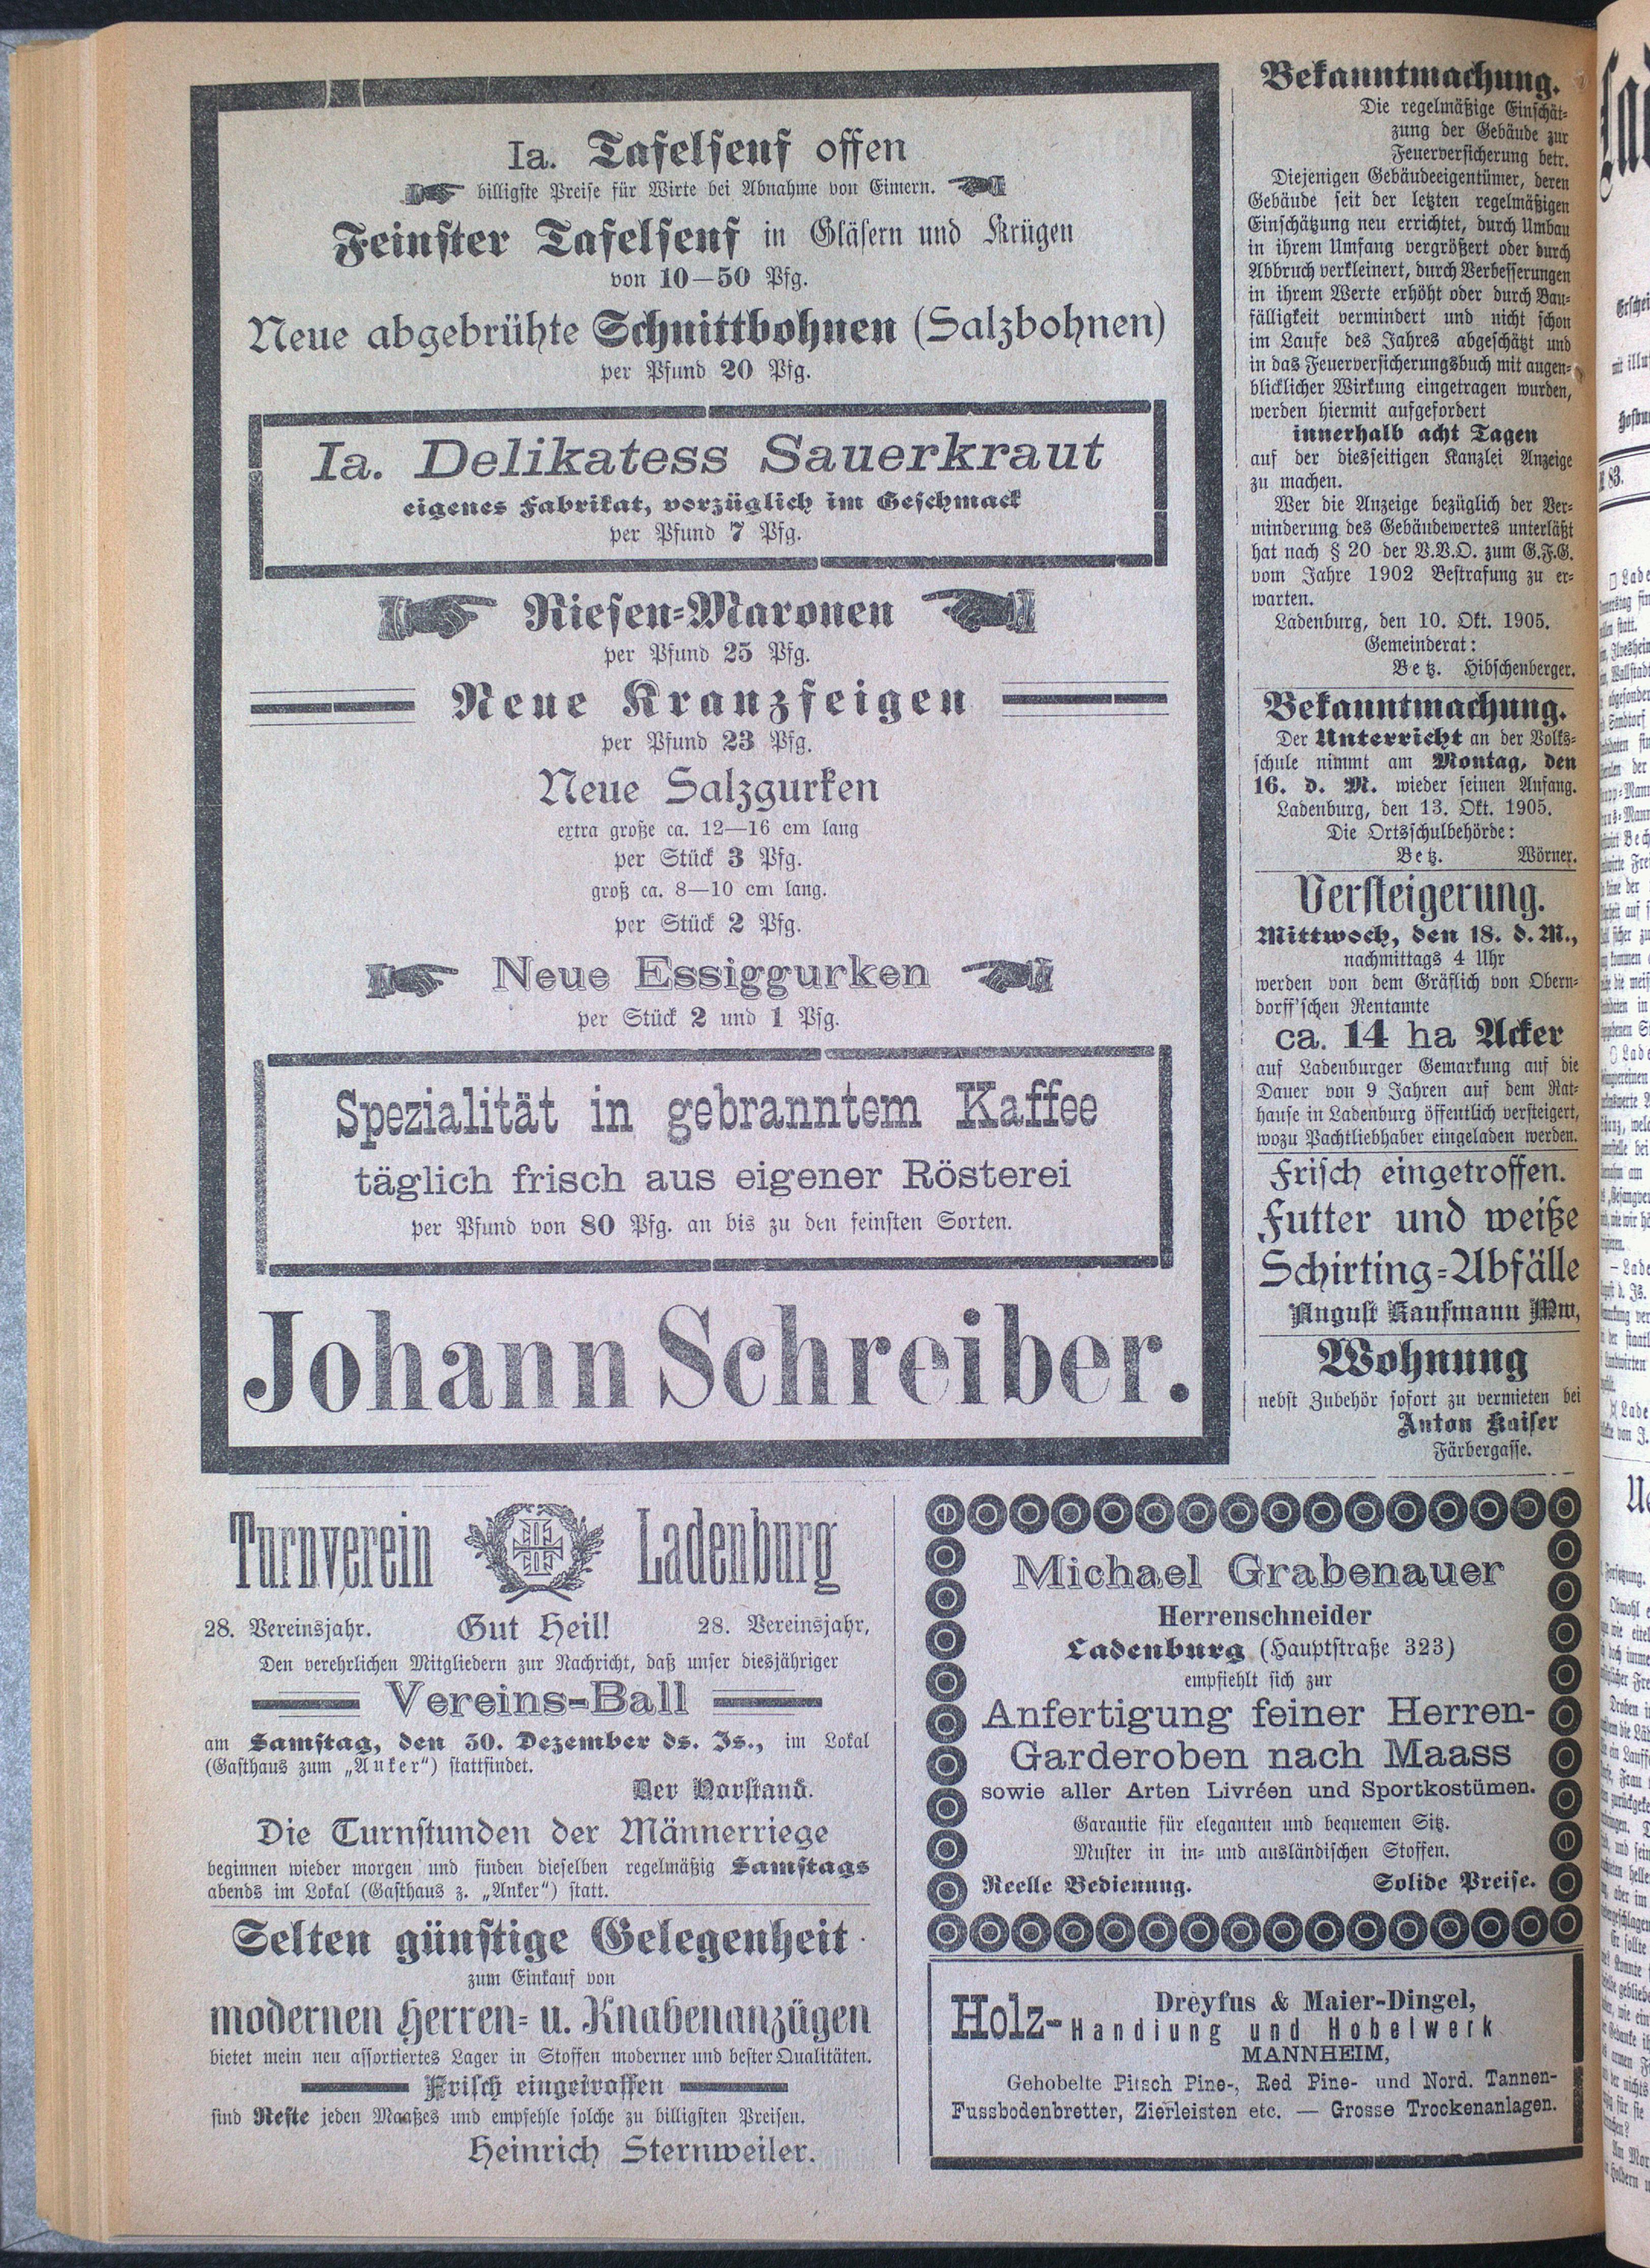 Ia. Tafelsenf offen
billigste Preise für Wirte bei Abnahme von Eimern.
Feinster Tafelsenf in Gläsern und Krügen
von 10—50 Pfg.
Neue abgebrühte Schnittbohnen (Salzbohnen)
per Pfund 20 Pfg.
Ia. Delikatess Sauerkraut
eigenes Fabrikat, vorzüglich im Geschmack
per Pfund 7 Pfg.
Riesen-Maronen
per Pfund 25 Pfg.
Neue Kranzfeigen
per Pfund 23 Pfg.
Neue Salzgurken
extra große ca. 12—16 cm lang
per Stück 3 Pfg.
groß ca. 8—10 cm lang.
per Stück 2 Pfg.
Neue Essiggurken
per Stück 2 und 1 Pfg.
Spezialität in gebranntem Kaffee
täglich frisch aus eigener Rösterei
per Pfund von 80 Pfg. an bis zu den feinsten Sorten.
Johann Schreiber.
Bekanntmachung.
Die regelmäßige Einschät-
zung der Gebäude zur
Feuerversicherung betr.
Diejenigen Gebäudeeigentümer, deren
Gebäude seit der letzten regelmäßigen
Einschätzung neu errichtet, durch Umbau
in ihrem Umfang vergrößert oder durch
Abbruch verkleinert, durch Verbesserungen
in ihrem Werte erhöht oder durch Bau-
fälligkeit vermindert und nicht schon
im Laufe des Jahres abgeschätzt und
in das Feuerversicherungsbuch mit augen-
blicklicher Wirkung eingetragen wurden,
werden hiermit aufgefordert
innerhalb acht Tagen
auf der diesseitigen Kanzlei Anzeige
zu machen.
Wer die Anzeige bezüglich der Ver-
minderung des Gebäudewertes unterläßt
hat nach § 20 der V.V.O. zum G.F.G.
vom Jahre 1902 Bestrafung zu er-
warten.
Ladenburg, den 10. Okt. 1905.
Gemeinderat:
Betz. Hibschenberger.
Bekanntmachung.
Der Unterricht an der Volks-
schule nimmt am Montag, den
16. d. M. wieder seinen Anfang.
Ladenburg, den 13. Okt. 1905.
Die Ortsschulbehörde:
Betz. Wörner.
Versteigerung.
Mittwoch, den 18. d. M.,
nachmittags 4 Uhr
werden von dem Gräflich von Obern-
dorff'schen Rentamte
ca. 14 ha Acker
auf Ladenburger Gemarkung auf die
Dauer von 9 Jahren auf dem Rat-
hause in Ladenburg öffentlich versteigert,
wozu Pachtliebhaber eingeladen werden.
Frisch eingetroffen.
Futter und weiße
Schirting-Abfälle
August Kaufmann Ww,
Wohnung
nebst Zubehör sofort zu vermieten bei
Anton Kaiser
Färbergasse.
Turnverein Ladenburg
28. Vereinsjahr. Gut Heil! 28. Vereinsjahr,
Den verehrlichen Mitgliedern zur Nachricht, daß unser diesjähriger
Vereins-Ball
am Samstag, den 30. Dezember ds. Js., im Lokal
(Gasthaus zum „Anker“) stattfindet.
Der Vorstand.
Die Turnstunden der Männerriege
beginnen wieder morgen und finden dieselben regelmäßig Samstags
abends im Lokal (Gasthaus z. „Anker“) statt.
Selten günstige Gelegenheit
zum Einkauf von
modernen Herren- u. Knabenanzügen
bietet mein neu assortiertes Lager in Stoffen moderner und bester Qualitäten.
Frisch eingetroffen
sind Reste jeden Maaßes und empfehle solche zu billigsten Preisen.
Heinrich Sternweiler.
Michael Grabenauer
Herrenschneider
Ladenburg (Hauptstraße 323)
empfiehlt sich zur
Anfertigung feiner Herren-
Garderoben nach Maass
sowie aller Arten Livréen und Sportkostümen.
Garantie für eleganten und bequemen Sitz.
Muster in in- und ausländischen Stoffen.
Reelle Bedienung. Solide Preise.
Dreyfus & Maier-Dingel,
Holz-Handlung und Hobelwerk
MANNHEIM,
Gehobelte Pitsch Pine-, Red Pine- und Nord. Tannen-
Fussbodenbretter, Zierleisten etc. — Grosse Trockenanlagen.